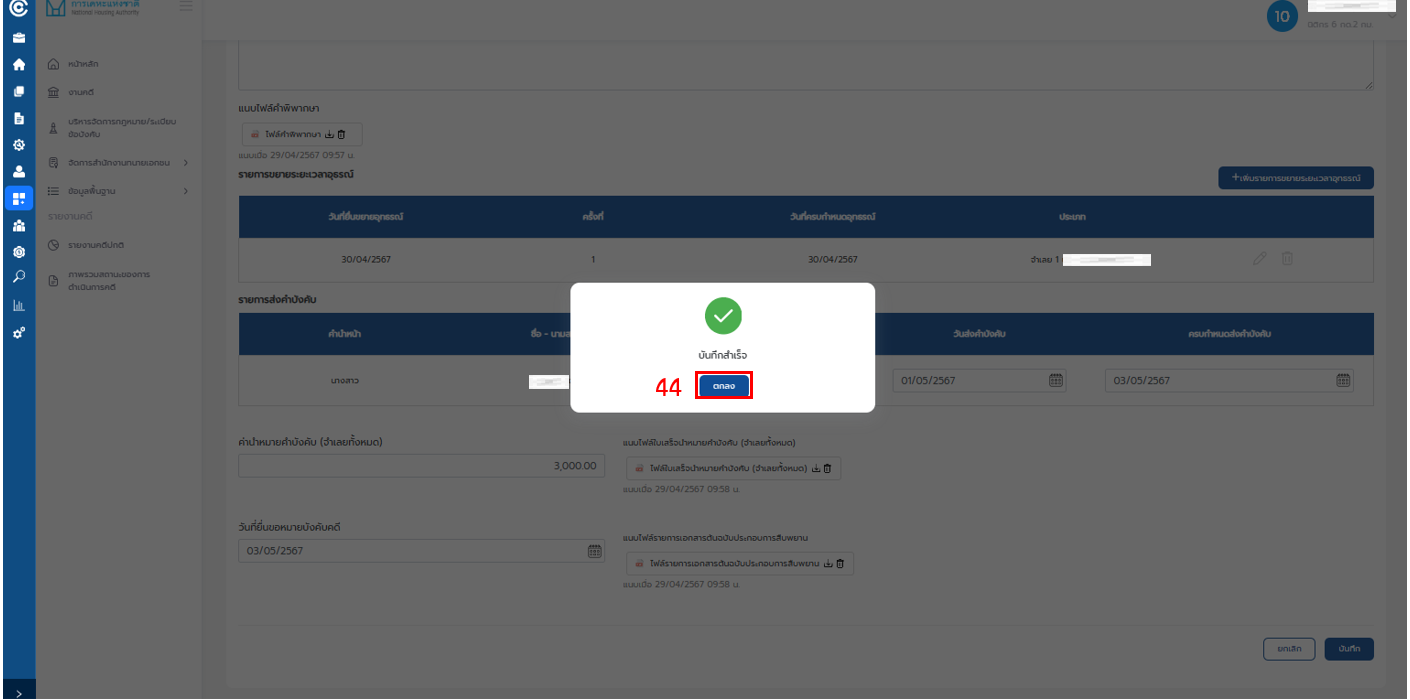 การเคหะแห่งชาติ
National Housing Authority
10
นิติกร 6 กด.2 กม.
หน้าหลัก
งานคดี
บริหารจัดการกฎหมาย/ระเบียบ
ข้อบังคับ
จัดการสำนักงานทนายเอกชน
ข้อมูลพื้นฐาน
รายงานคดี
รายงานคดีปกติ
ภาพรวมสถานะของการ
ดำเนินการคดี
แนบไฟล์คำพิพากษา
ไฟล์คำพิพากษา
แนบเมื่อ 29/04/2567 09:57 น.
รายการขยายระยะเวลาอุธรณ์
+เพิ่มรายการขยายระยะเวลาอุทธรณ์
วันที่ยื่นขยายอุทธรณ์ ครั้งที่ วันที่ครบกำหนดอุทธรณ์ ประเภท
30/04/2567 1 30/04/2567 จำเลย 1
รายการส่งคำบังคับ
คำนำหน้า ชื่อ - นามส วันส่งคำบังคับ ครบกำหนดส่งคำบังคับ
นางสาว 01/05/2567 03/05/2567
บันทึกสำเร็จ
44 ตกลง
ค่านำหมายคำบังคับ (จำเลยทั้งหมด)
3,000.00
แนบไฟล์ใบเสร็จนำหมายคำบังคับ (จำเลยทั้งหมด)
ไฟล์ใบเสร็จนำหมายคำบังคับ (จำเลยทั้งหมด)
แนบเมื่อ 29/04/2567 09:58 น.
วันที่ยื่นขอหมายบังคับคดี
03/05/2567
แนบไฟล์รายการเอกสารต้นฉบับประกอบการสืบพยาน
ไฟล์รายการเอกสารต้นฉบับประกอบการสืบพยาน
แนบเมื่อ 29/04/2567 09:58 น.
ยกเลิก บันทึก